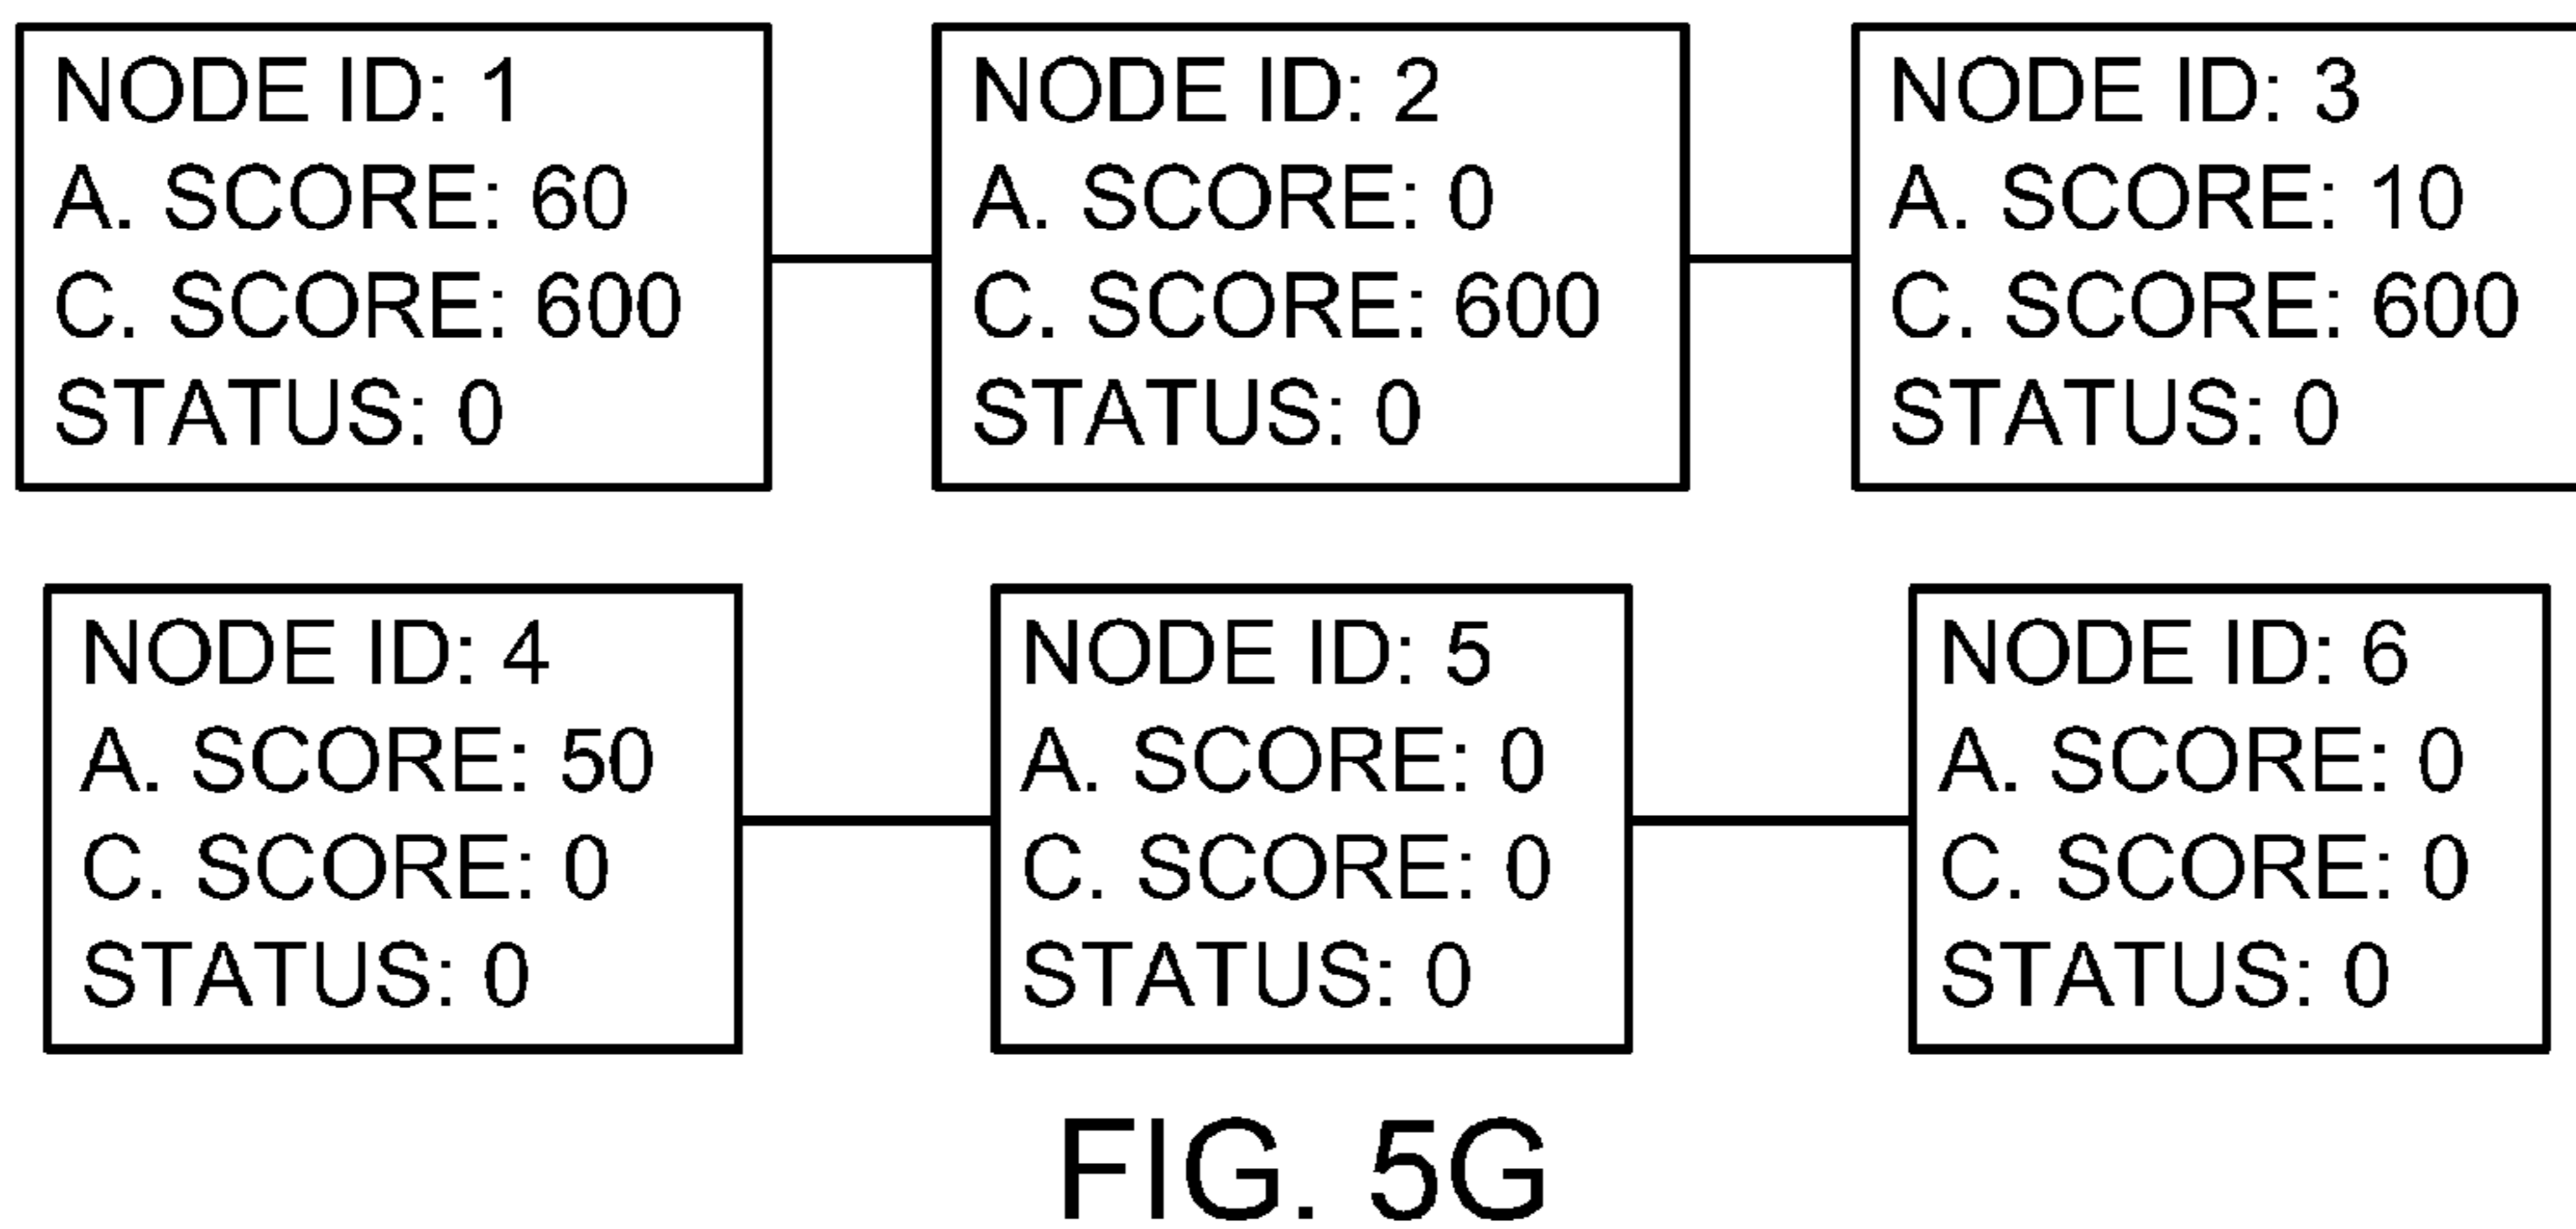 NODE ID: 1
A. SCORE: 60
C. SCORE: 600
STATUS: 0
NODE ID: 2
A. SCORE: 0
C. SCORE: 600
STATUS: 0
NODE ID: 3
A. SCORE: 10
C. SCORE: 600
STATUS: 0
NODE ID: 4
A. SCORE: 50
C. SCORE: 0
STATUS: 0
NODE ID: 5
A. SCORE: 0
C. SCORE: 0
STATUS: 0
NODE ID: 6
A. SCORE: 0
C. SCORE: 0
STATUS: 0
FIG. 5G